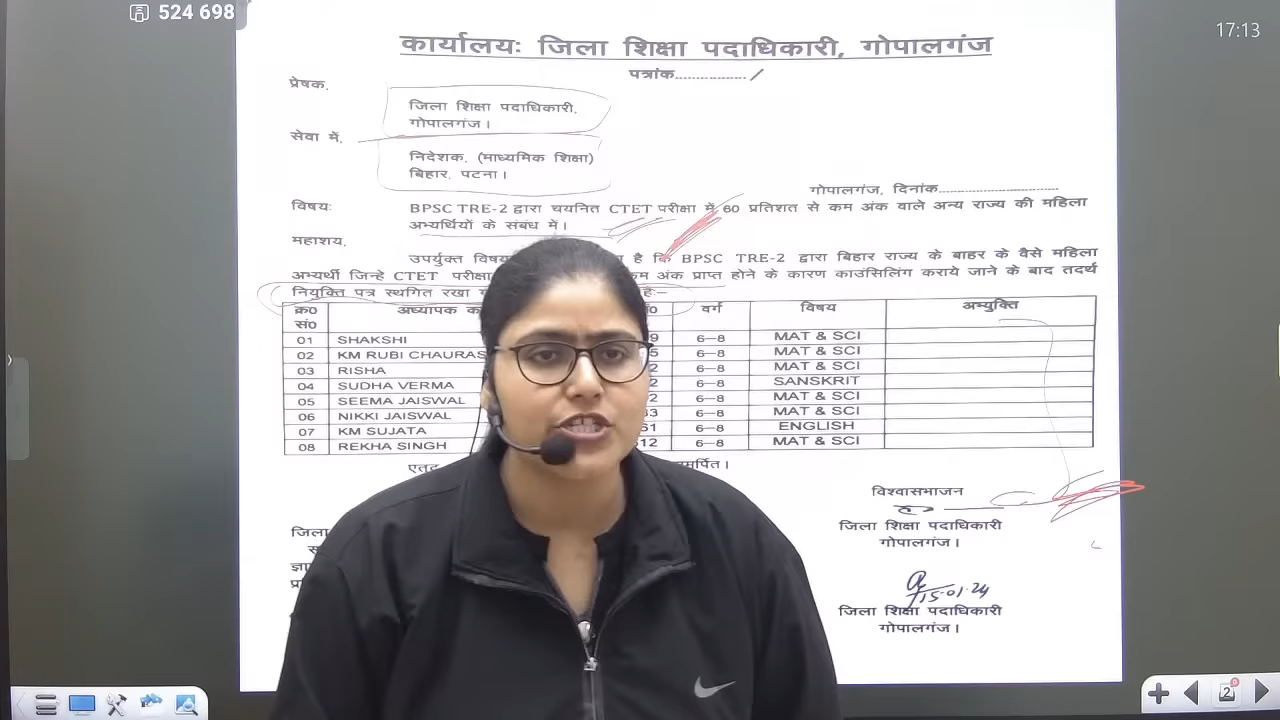 524 698
17:13
कार्यालयः जिला शिक्षा पदाधिकारी, गोपालगंज
पत्रांक................./
प्रेषक,
जिला शिक्षा पदाधिकारी,
गोपालगंज।
सेवा में,
निदेशक, (माध्यमिक शिक्षा)
बिहार, पटना।
गोपालगंज, दिनांक............................
विषयः BPSC TRE-2 द्वारा चयनित CTET परीक्षा में 60 प्रतिशत से कम अंक वाले अन्य राज्य की महिला
अभ्यर्थियों के संबंध में।
महाशय,
उपर्युक्त है कि BPSC TRE-2 द्वारा बिहार राज्य के बाहर के वैसे महिला
अभ्यर्थी जिन्हे CTET अंक प्राप्त होने के कारण काउंसिलिंग कराये जाने के बाद तदर्थ
नियुक्ति पत्र स्थगित रखा
क्र० सं० अध्यापक वर्ग विषय अभ्युक्ति
01 SHAKSHI 6–8 MAT & SCI
02 KM RUBI 6–8 MAT & SCI
03 RISHA 6–8 MAT & SCI
04 SUDHA VERMA 6–8 SANSKRIT
05 SEEMA JAISWAL 6–8 MAT & SCI
06 NIKKI JAISWAL 6–8 MAT & SCI
07 KM SUJATA 6–8 ENGLISH
08 REKHA SINGH 6–8 MAT & SCI
विश्वासभाजन
जिला शिक्षा पदाधिकारी
गोपालगंज।
जिला
15-01-24
जिला शिक्षा पदाधिकारी
गोपालगंज।
2
0